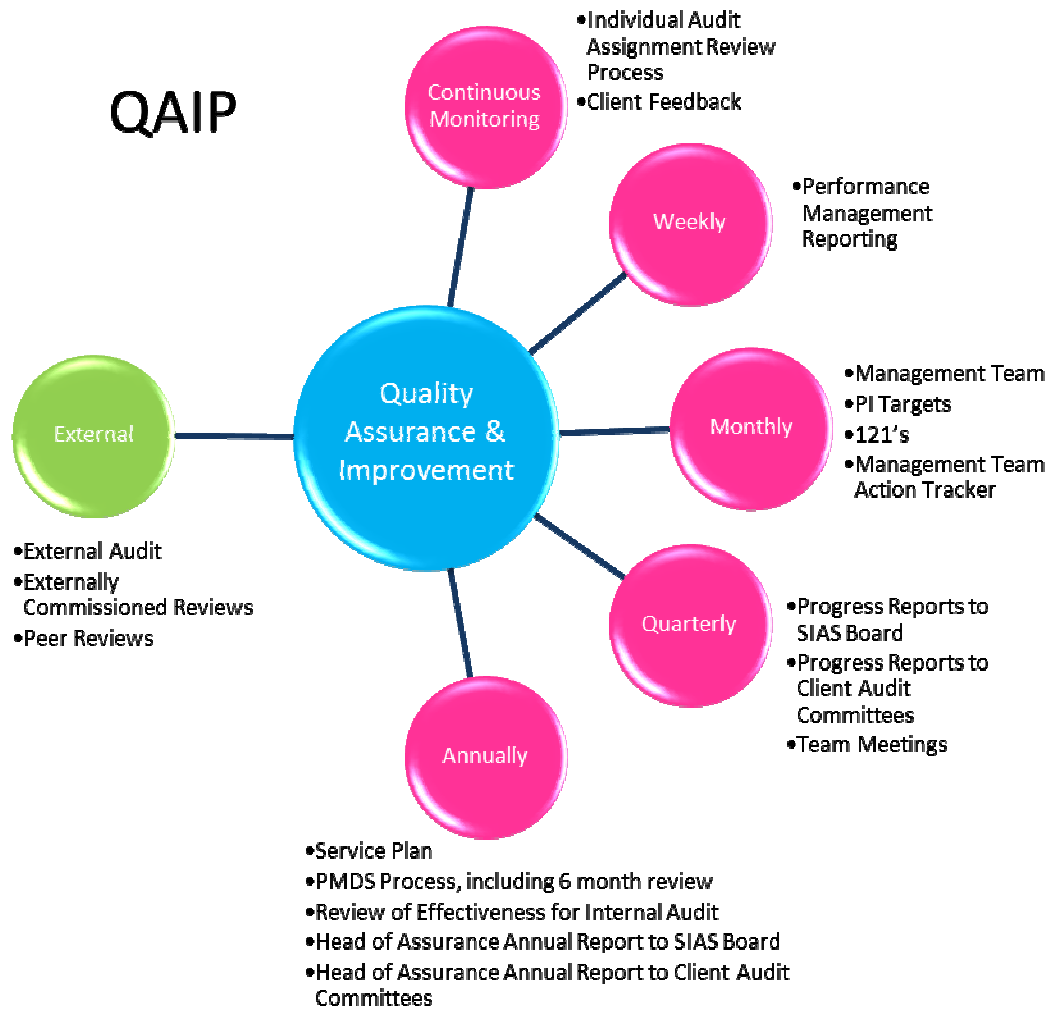 QAIP
Continuous
Monitoring
•Individual Audit
Assignment Review
Process
•Client Feedback
Weekly
•Performance
Management
Reporting
Monthly
•Management Team
•PI Targets
•121's
•Management Team
Action Tracker
Quarterly
•Progress Reports to
SIAS Board
•Progress Reports to
Client Audit
Committees
•Team Meetings
Annually
•Service Plan
•PMDS Process, including 6 month review
•Review of Effectiveness for Internal Audit
•Head of Assurance Annual Report to SIAS Board
•Head of Assurance Annual Report to Client Audit
Committees
External
•External Audit
•Externally
Commissioned Reviews
•Peer Reviews
Quality
Assurance &
Improvement